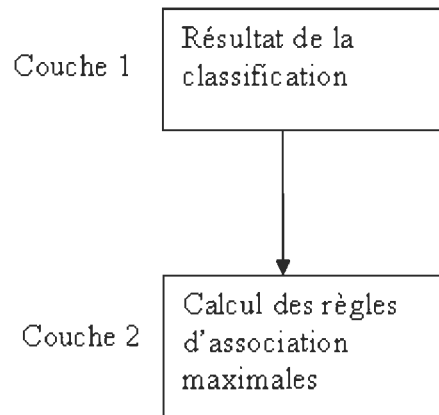 Couche 1
Résultat de la
classification
Couche 2
Calcul des règles
d'association
maximales